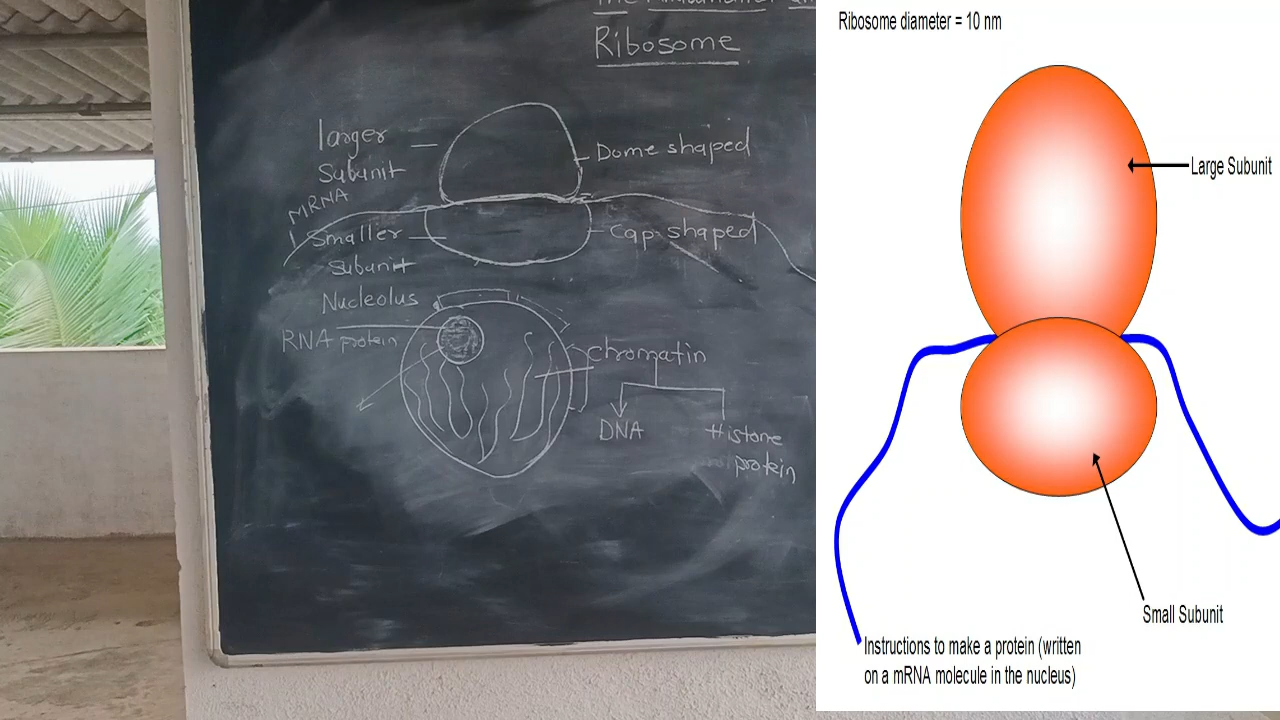 Ribosome
larger
Subunit
Dome shaped
MRNA
Smaller
Subunit
Cap shaped
Nucleolus
RNA protein
chromatin
DNA
Histone
protein
Ribosome diameter = 10 nm
Large Subunit
Small Subunit
Instructions to make a protein (written
on a mRNA molecule in the nucleus)